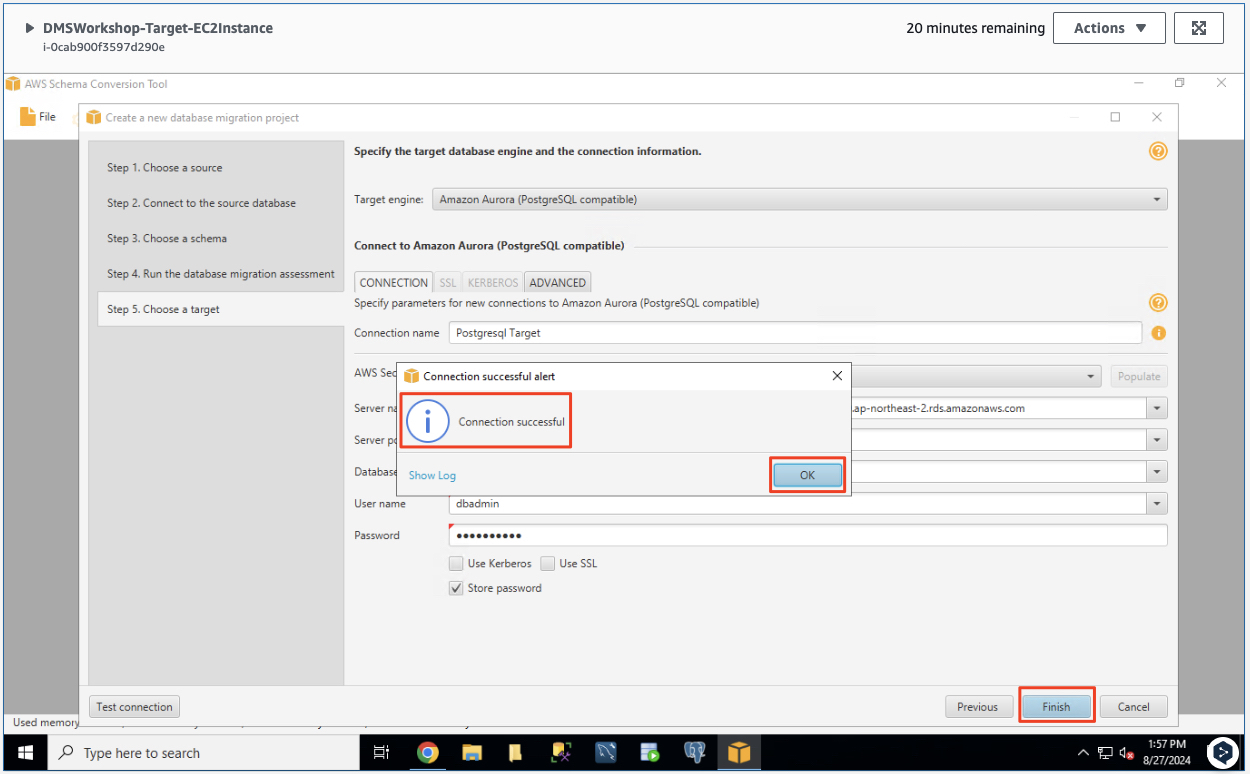 DMSWorkshop-Target-EC2Instance
i-0cab900f3597d290e
20 minutes remaining
Actions
AWS Schema Conversion Tool
File
Create a new database migration project
Step 1. Choose a source
Step 2. Connect to the source database
Step 3. Choose a schema
Step 4. Run the database migration assessment
Step 5. Choose a target
Specify the target database engine and the connection information.
Target engine: Amazon Aurora (PostgreSQL compatible)
Connect to Amazon Aurora (PostgreSQL compatible)
CONNECTION SSL KERBEROS ADVANCED
Specify parameters for new connections to Amazon Aurora (PostgreSQL compatible)
Connection name Postgresql Target
AWS Sec
Populate
Connection successful alert
Server na
.ap-northeast-2.rds.amazonaws.com
Connection successful
Server po
Database
Show Log
OK
User name dbadmin
Password ••••••••••
Use Kerberos Use SSL
Store password
Test connection
Previous Finish Cancel
Used memory
Type here to search
1:57 PM
8/27/2024